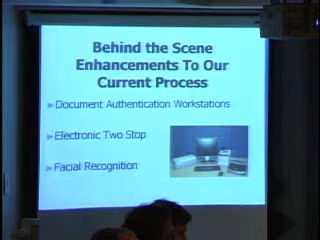 Behind the Scene
Enhancements To Our
Current Process
Document Authentication Workstations
Electronic Two Stop
Facial Recognition